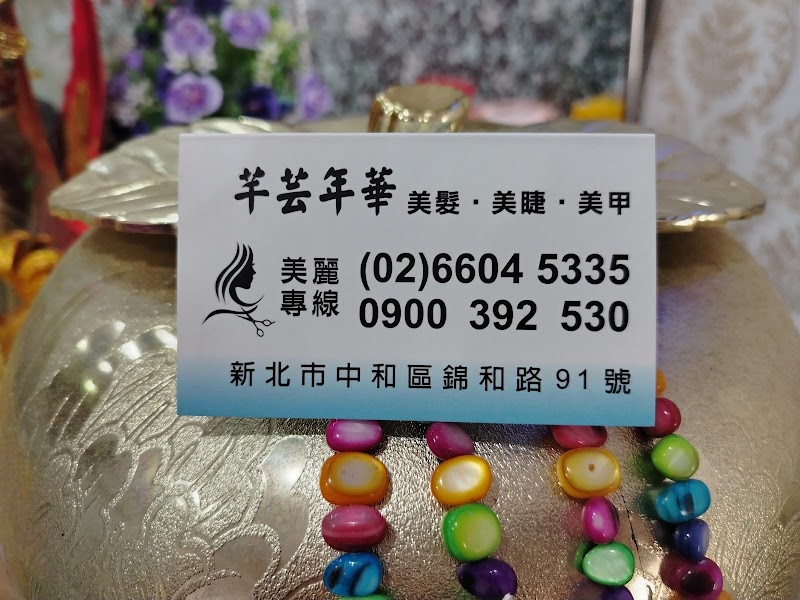 芊芸年華 美髮·美睫·美甲
美麗專線 (02)6604 5335
0900 392 530
新北市中和區錦和路91號